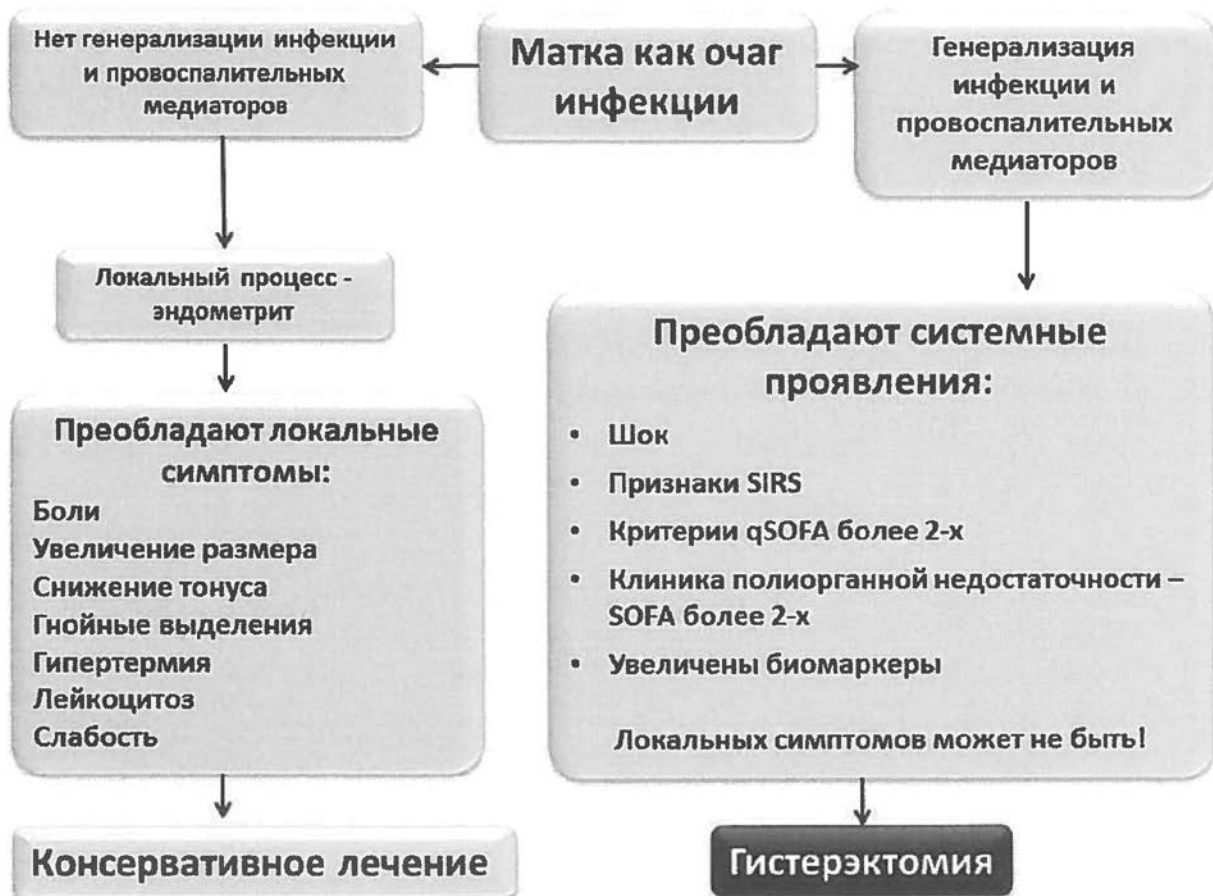 Нет генерализации инфекции
и провоспалительных
медиаторов
Матка как очаг
инфекции
Генерализация
инфекции и
провоспалительных
медиаторов
Локальный процесс -
эндометрит
Преобладают локальные
симптомы:
Боли
Увеличение размера
Снижение тонуса
Гнойные выделения
Гипертермия
Лейкоцитоз
Слабость
Консервативное лечение
Преобладают системные
проявления:
• Шок
• Признаки SIRS
• Критерии qSOFA более 2-х
• Клиника полиорганной недостаточности –
SOFA более 2-х
• Увеличены биомаркеры
Локальных симптомов может не быть!
Гистерэктомия